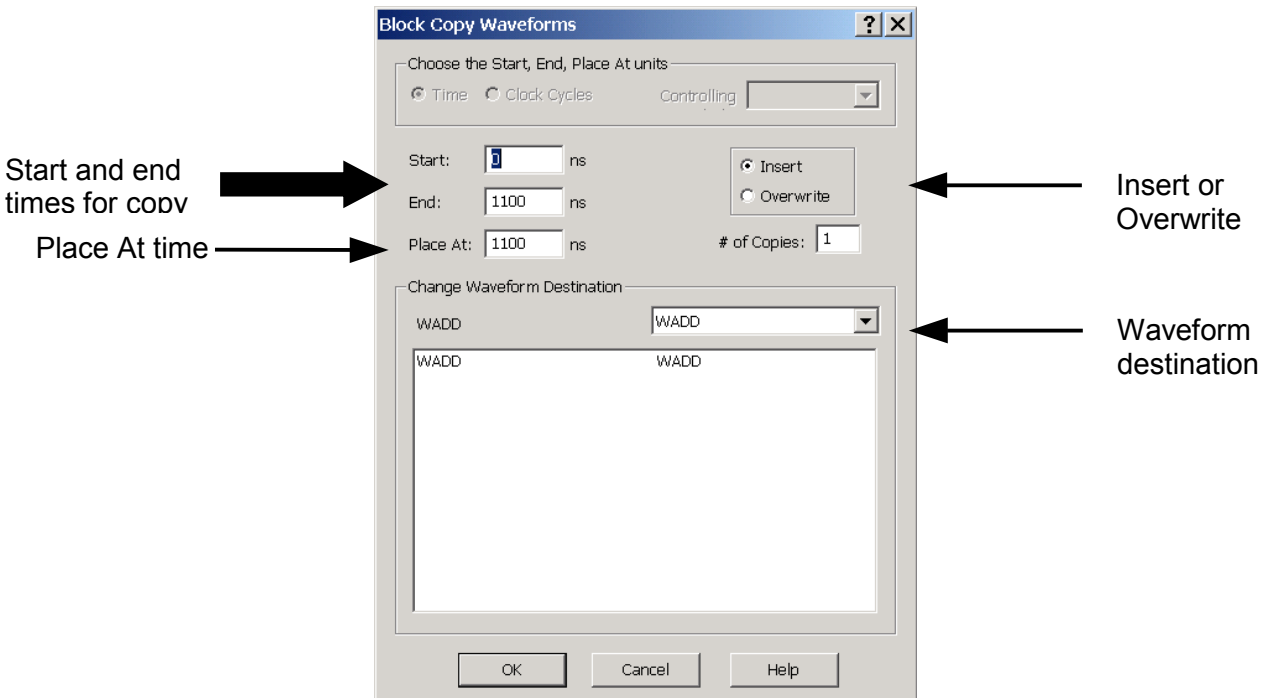 Block Copy Waveforms
Choose the Start, End, Place At units
Time Clock Cycles Controlling
Start: 0 ns
End: 1100 ns
Place At: 1100 ns
Insert
Overwrite
# of Copies: 1
Change Waveform Destination
WADD WADD
WADD WADD
OK Cancel Help
Start and end
times for copy
Place At time
Insert or
Overwrite
Waveform
destination